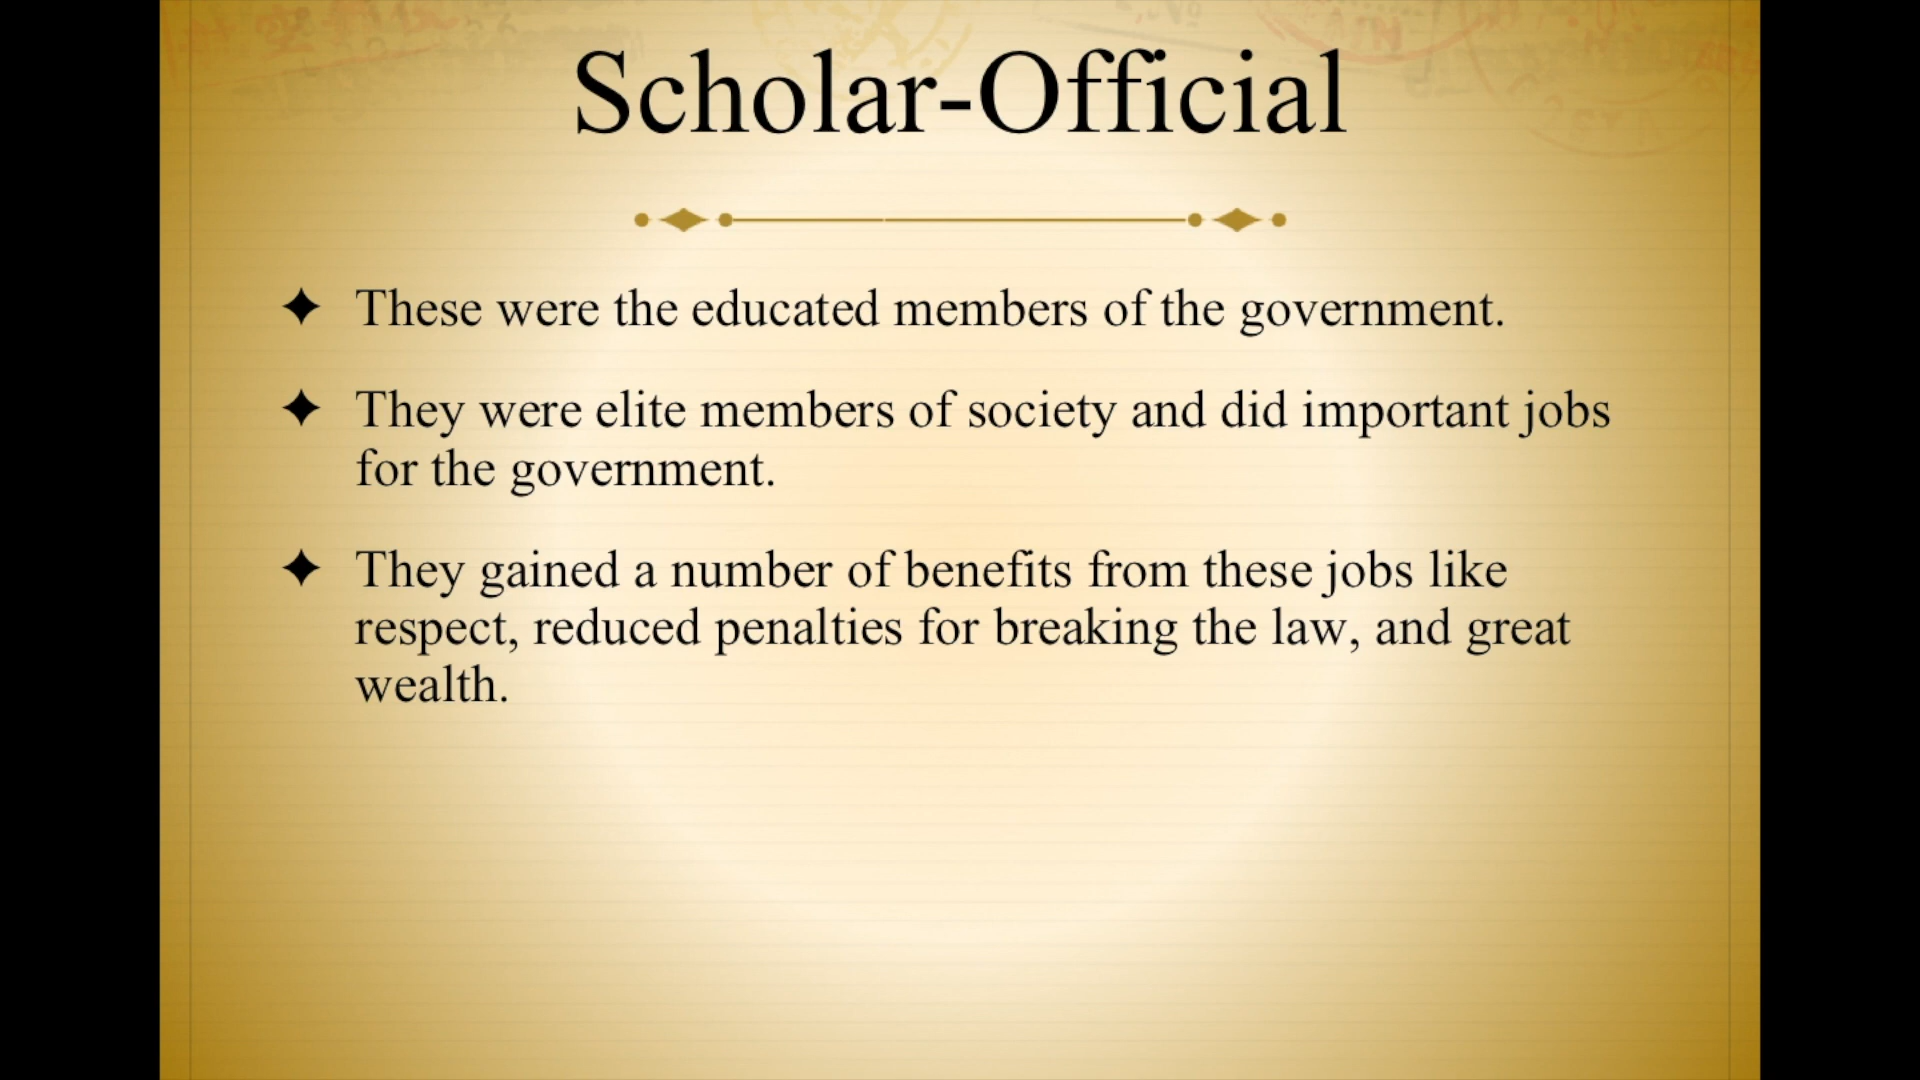 Scholar-Official
✦ These were the educated members of the government.
✦ They were elite members of society and did important jobs
for the government.
✦ They gained a number of benefits from these jobs like
respect, reduced penalties for breaking the law, and great
wealth.